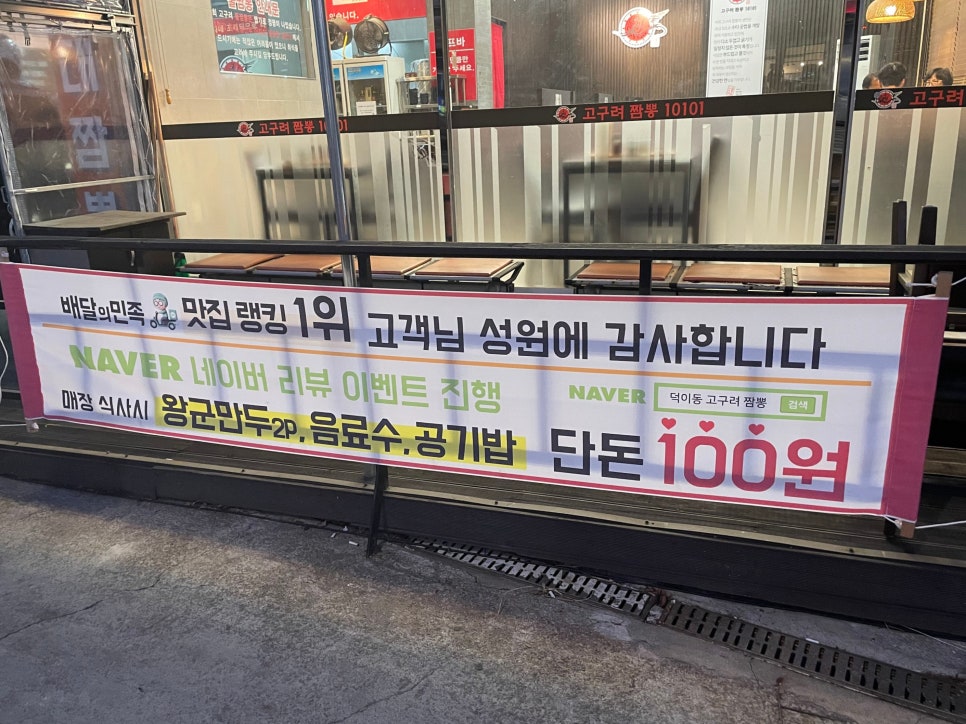 고구려 짬뽕 10101
고구려 짬뽕 10101
고구려
배달의민족 맛집 랭킹 1위 고객님 성원에 감사합니다
NAVER 네이버 리뷰 이벤트 진행
NAVER 덕이동 고구려 짬뽕 검색
매장 식사시 왕군만두2P, 음료수, 공기밥 단돈 100원